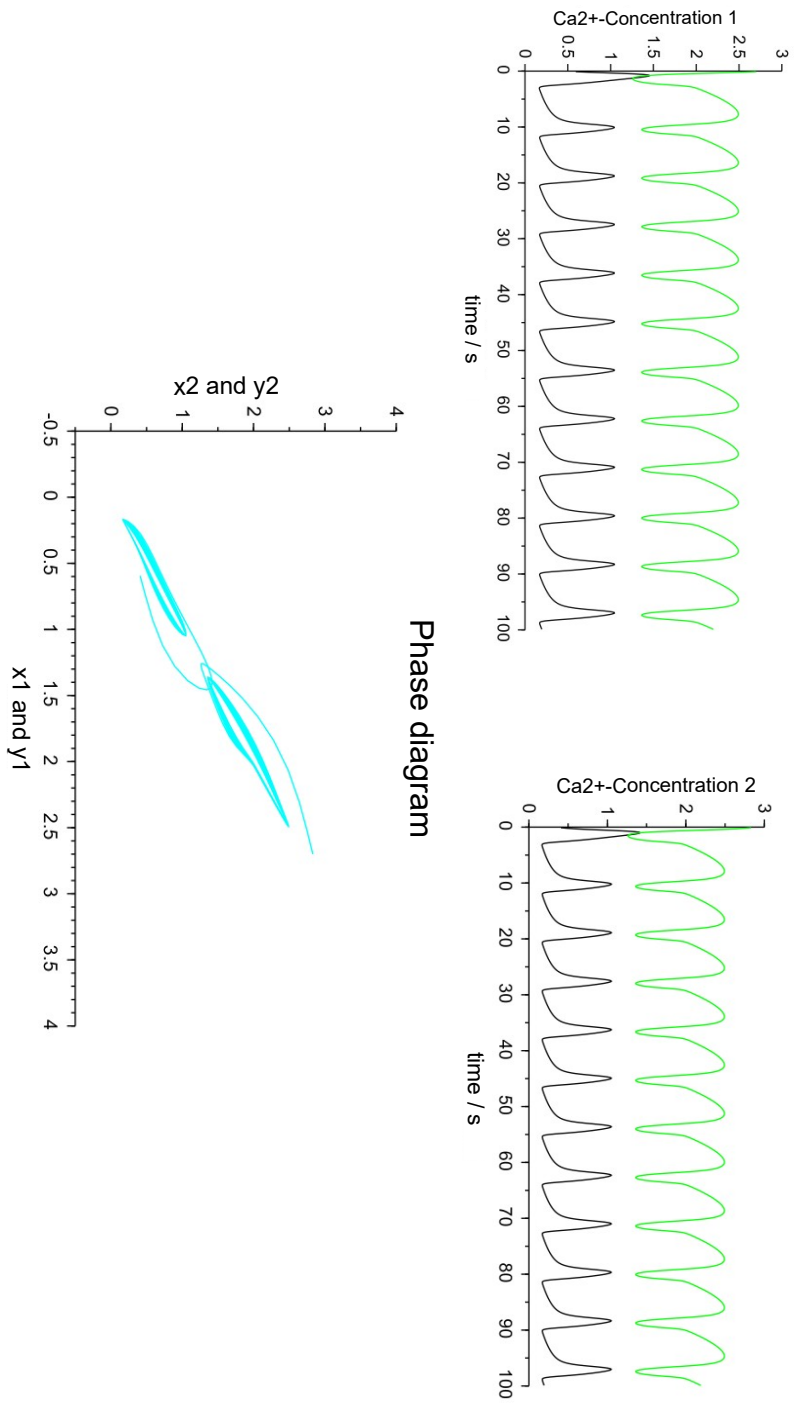 Ca2+-Concentration 1
3
2.5
2
1.5
1
0.5
0
0 10 20 30 40 50 60 70 80 90 100
time / s
Ca2+-Concentration 2
3
2
1
0
0 10 20 30 40 50 60 70 80 90 100
time / s
Phase diagram
x2 and y2
4
3
2
1
0
-0.5 0 0.5 1 1.5 2 2.5 3 3.5 4
x1 and y1